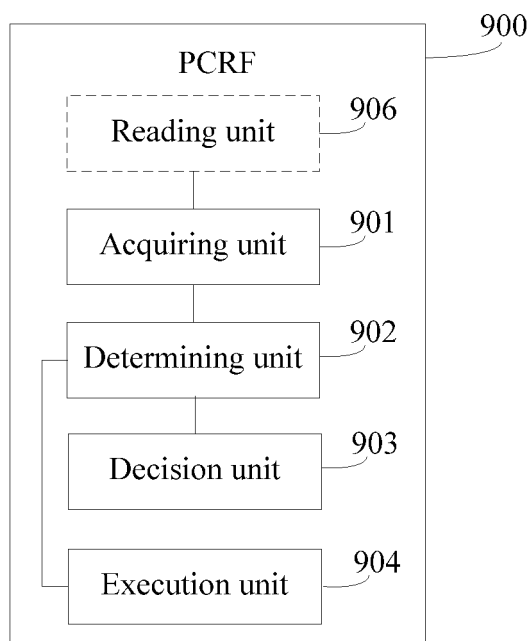 900
PCRF
906
Reading unit
901
Acquiring unit
902
Determining unit
903
Decision unit
904
Execution unit